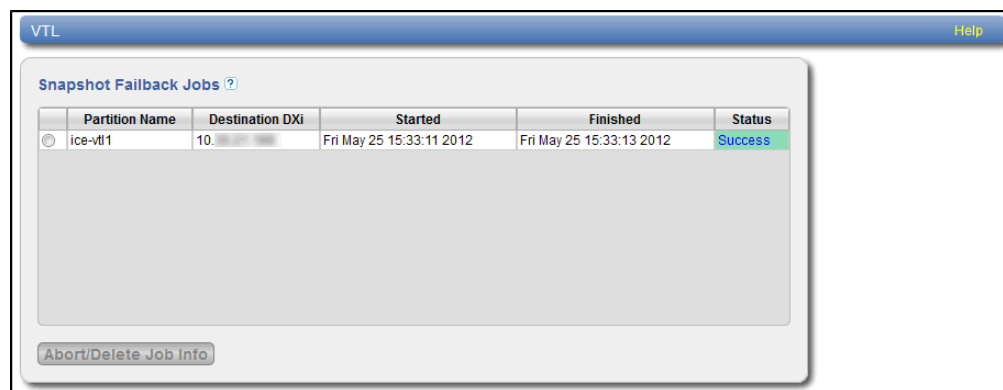 VTL Help
Snapshot Failback Jobs ?
Partition Name Destination DXi Started Finished Status
ice-vtl1 10. Fri May 25 15:33:11 2012 Fri May 25 15:33:13 2012 Success
Abort/Delete Job Info